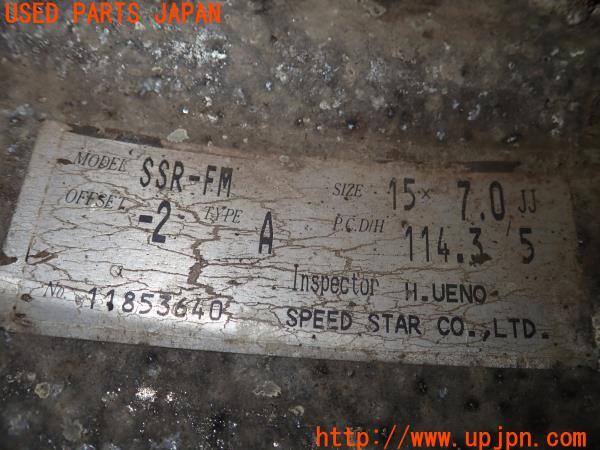 USED PARTS JAPAN
MODEL SSR-FM SIZE 15 × 7.0 JJ
OFFSET -2 TYPE A P.C.D/H 114.3 / 5
No. 11853640 Inspector H.UENO
SPEED STAR CO.,LTD.
http://www.upjpn.com/